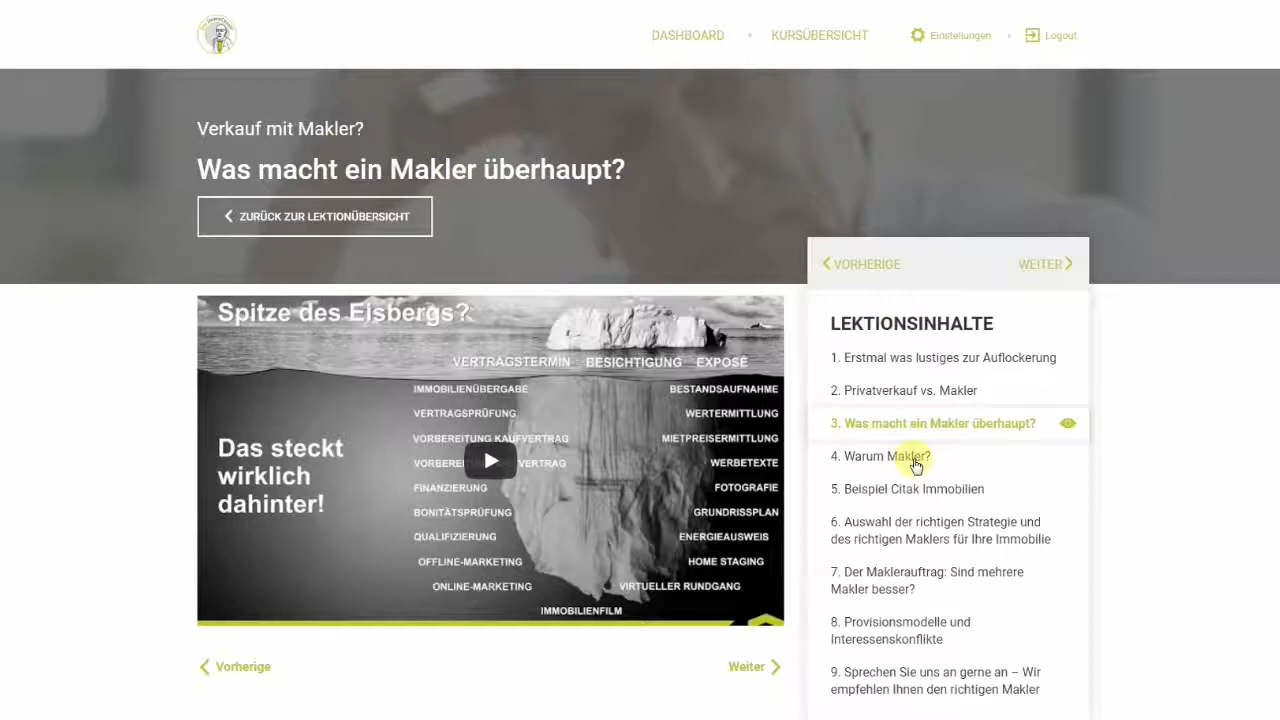 DASHBOARD • KURSÜBERSICHT Einstellungen • Logout
Verkauf mit Makler?
Was macht ein Makler überhaupt?
ZURÜCK ZUR LEKTIONÜBERSICHT
VORHERIGE WEITER
Spitze des Eisbergs?
VERTRAGSTERMIN BESICHTIGUNG EXPOSÉ
Das steckt
wirklich
dahinter!
IMMOBILIENÜBERGABE
VERTRAGSPRÜFUNG
VORBEREITUNG KAUFVERTRAG
VERTRAG
FINANZIERUNG
BONITÄTSPRÜFUNG
QUALIFIZIERUNG
OFFLINE-MARKETING
ONLINE-MARKETING
IMMOBILIENFILM
BESTANDSAUFNAHME
WERTERMITTLUNG
MIETPREISERMITTLUNG
WERBETEXTE
FOTOGRAFIE
GRUNDRISSPLAN
ENERGIEAUSWEIS
HOME STAGING
VIRTUELLER RUNDGANG
Vorherige Weiter
LEKTIONSINHALTE
1. Erstmal was lustiges zur Auflockerung
2. Privatverkauf vs. Makler
3. Was macht ein Makler überhaupt?
4. Warum Makler?
5. Beispiel Citak Immobilien
6. Auswahl der richtigen Strategie und
des richtigen Maklers für Ihre Immobilie
7. Der Maklerauftrag: Sind mehrere
Makler besser?
8. Provisionsmodelle und
Interessenskonflikte
9. Sprechen Sie uns an gerne an – Wir
empfehlen Ihnen den richtigen Makler